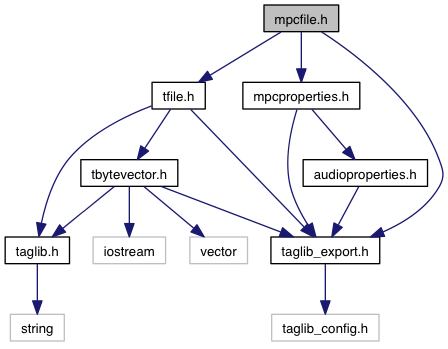 mpcfile.h
tfile.h
mpcproperties.h
tbytevector.h
audioproperties.h
taglib.h
iostream
vector
taglib_export.h
string
taglib_config.h